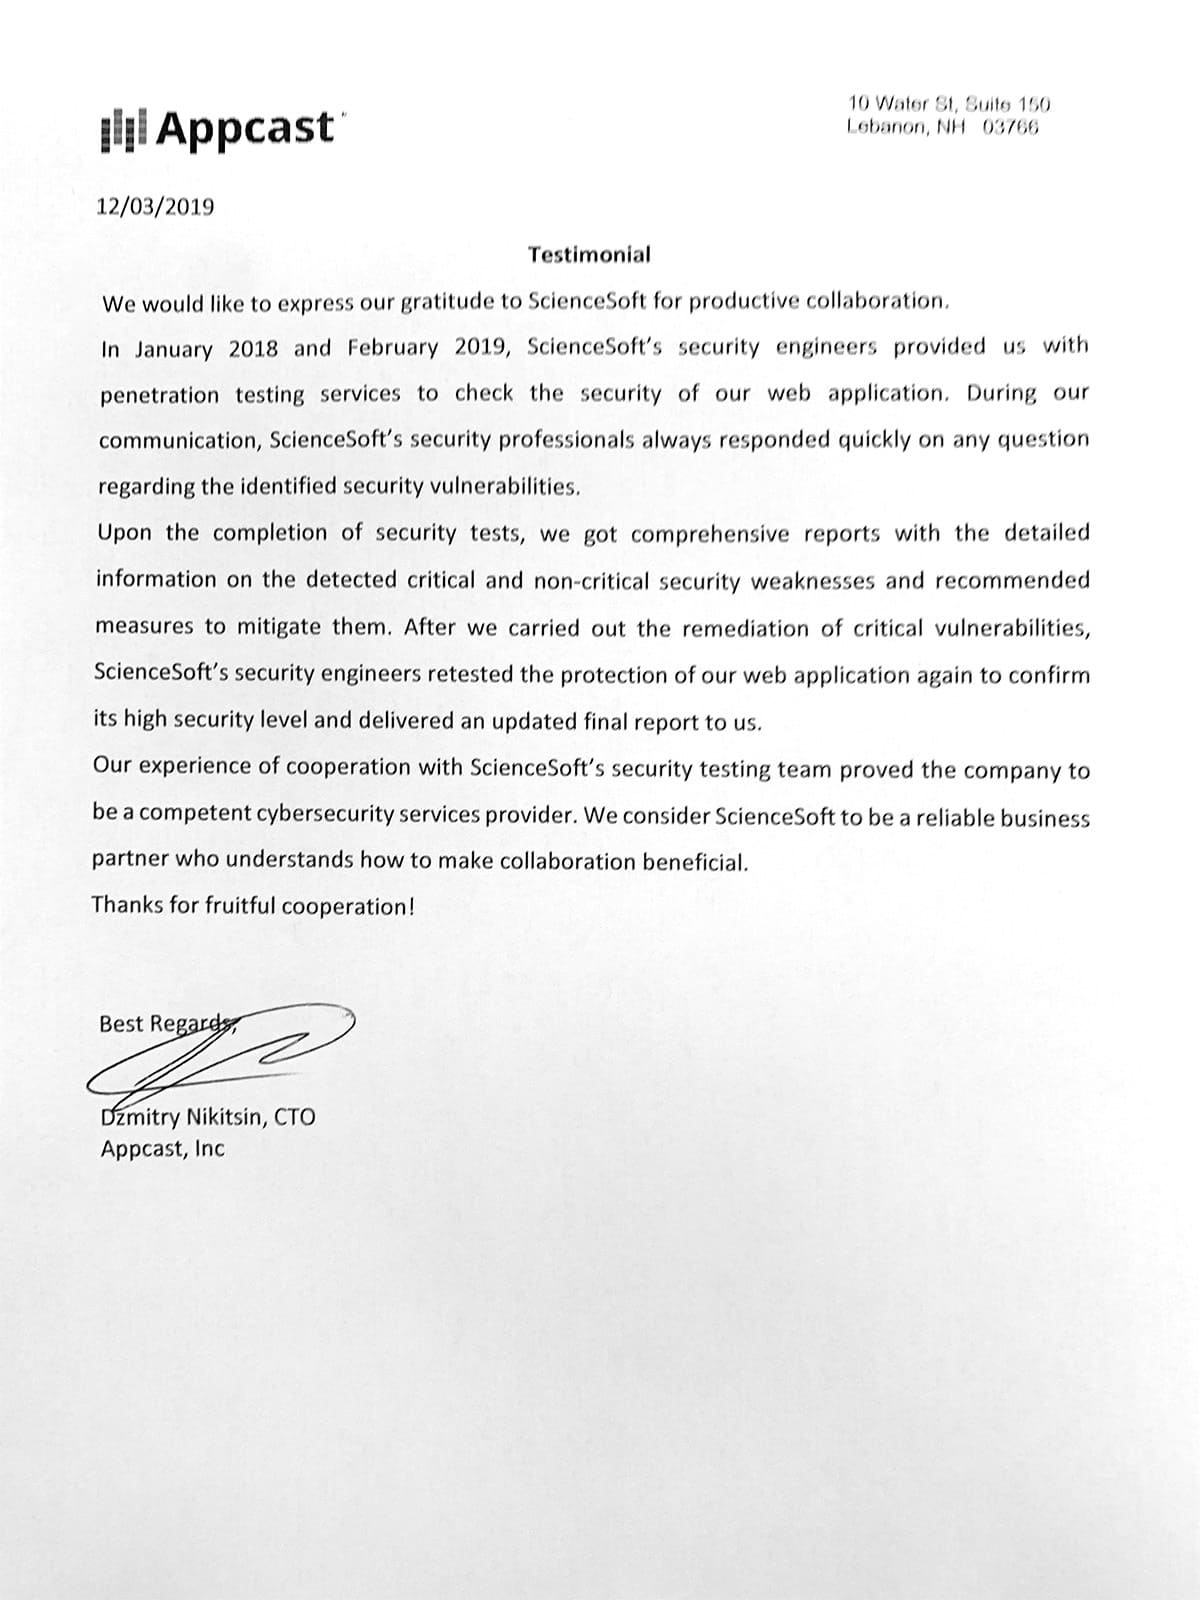 Appcast
10 Water St, Suite 150
Lebanon, NH 03766
12/03/2019
Testimonial
We would like to express our gratitude to ScienceSoft for productive collaboration.
In January 2018 and February 2019, ScienceSoft's security engineers provided us with
penetration testing services to check the security of our web application. During our
communication, ScienceSoft's security professionals always responded quickly on any question
regarding the identified security vulnerabilities.
Upon the completion of security tests, we got comprehensive reports with the detailed
information on the detected critical and non-critical security weaknesses and recommended
measures to mitigate them. After we carried out the remediation of critical vulnerabilities,
ScienceSoft's security engineers retested the protection of our web application again to confirm
its high security level and delivered an updated final report to us.
Our experience of cooperation with ScienceSoft's security testing team proved the company to
be a competent cybersecurity services provider. We consider ScienceSoft to be a reliable business
partner who understands how to make collaboration beneficial.
Thanks for fruitful cooperation!
Best Regards,
Dzmitry Nikitsin, CTO
Appcast, Inc